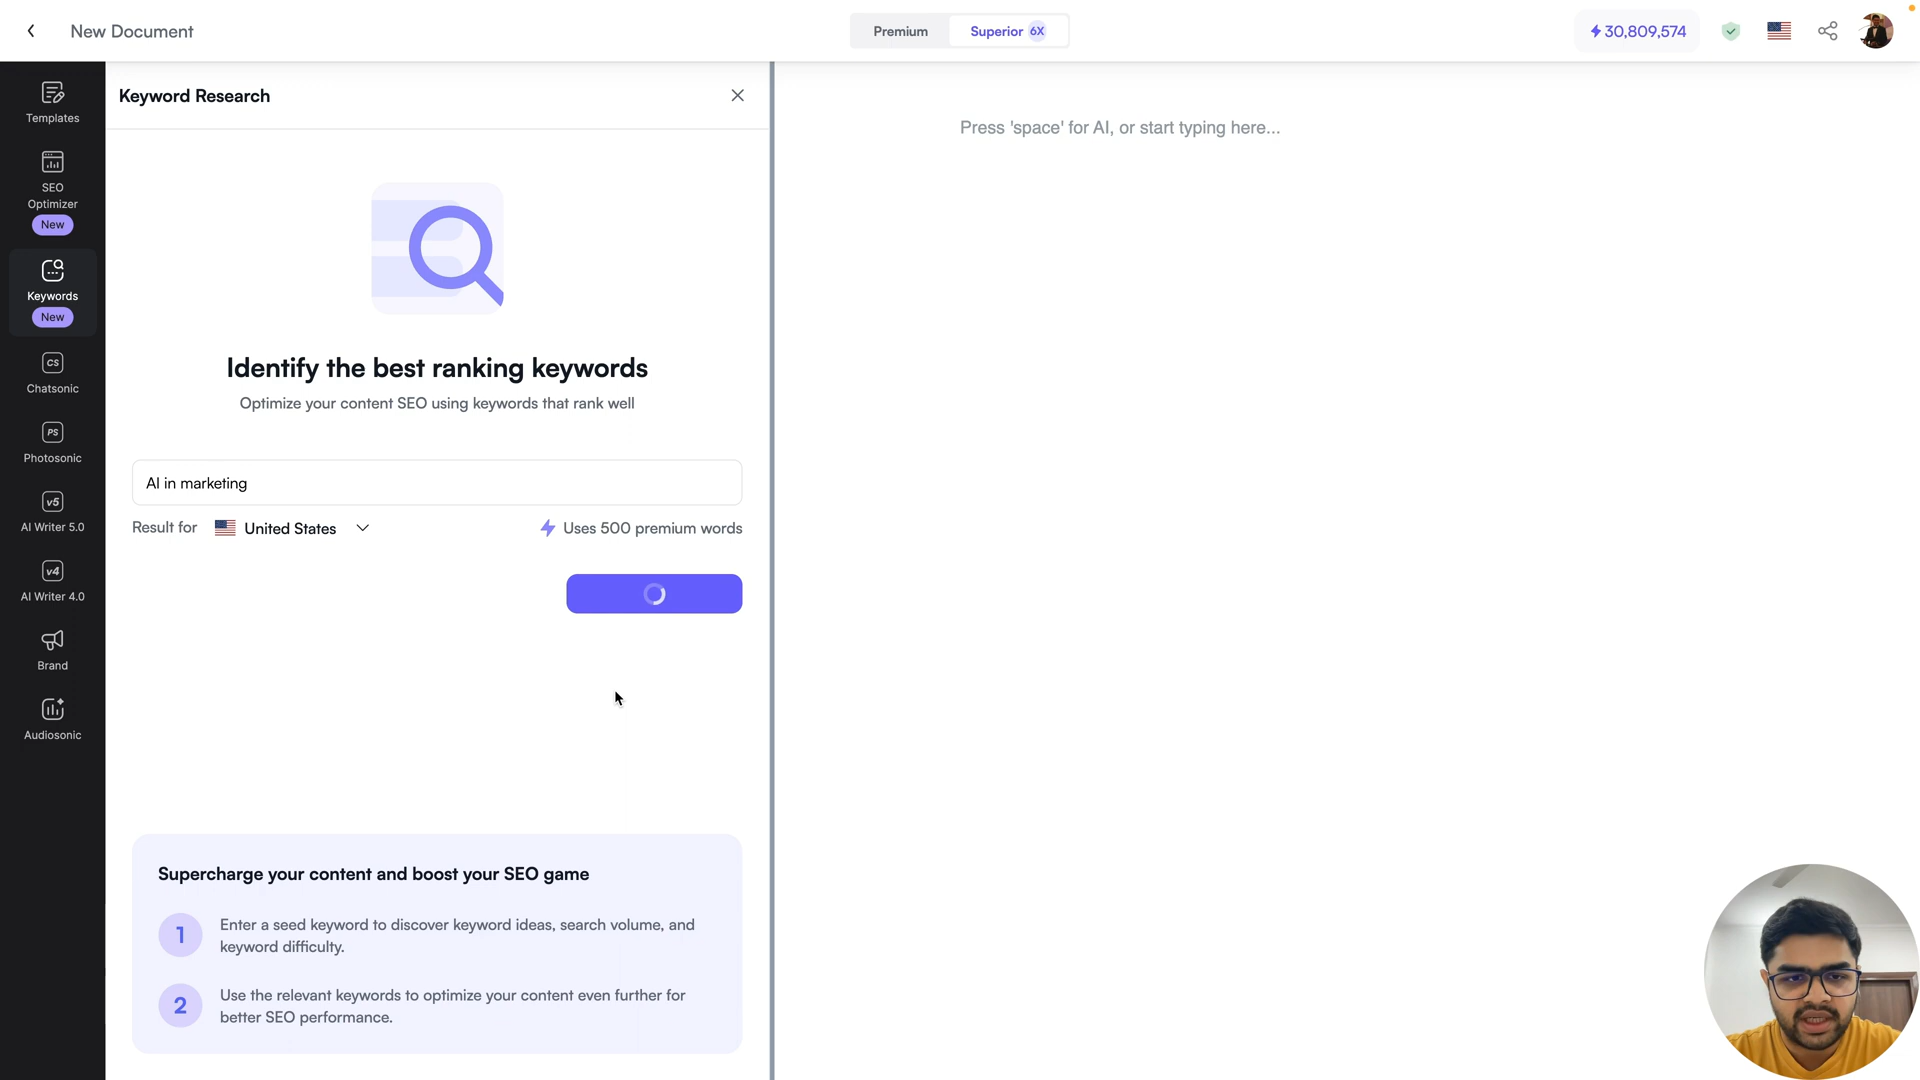 New Document
Premium
Superior 6X
30,809,574
Templates
SEO
Optimizer
New
Keywords
New
CS
Chatsonic
PS
Photosonic
v5
AI Writer 5.0
v4
AI Writer 4.0
Brand
Audiosonic
Keyword Research
Identify the best ranking keywords
Optimize your content SEO using keywords that rank well
AI in marketing
Result for United States
Uses 500 premium words
Supercharge your content and boost your SEO game
1
Enter a seed keyword to discover keyword ideas, search volume, and
keyword difficulty.
2
Use the relevant keywords to optimize your content even further for
better SEO performance.
Press 'space' for AI, or start typing here...